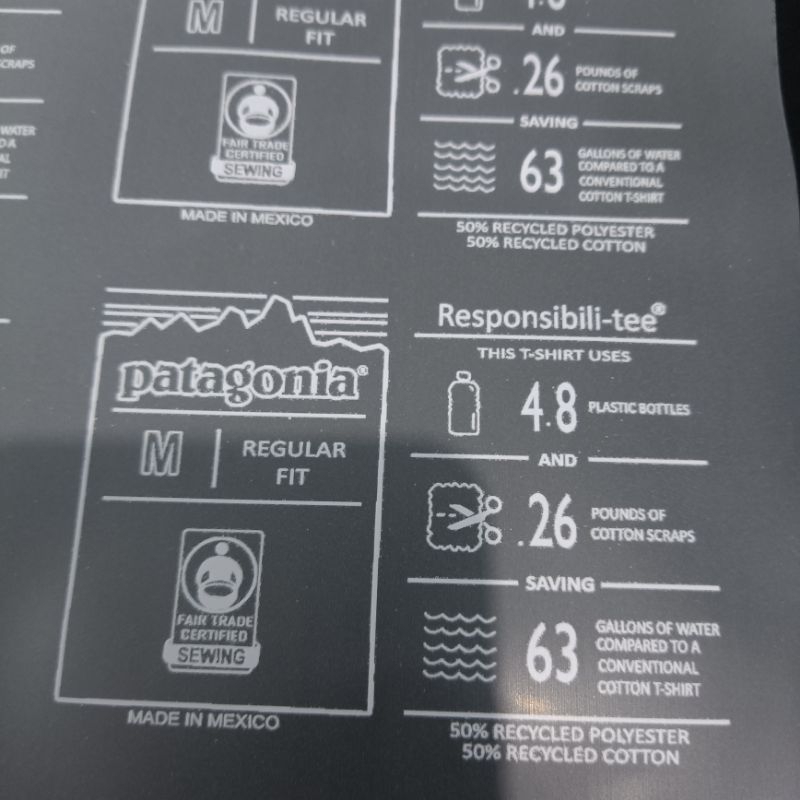 OF
SCRAPS
WATER
M
REGULAR
FIT
FAIR TRADE
CERTIFIED
SEWING
MADE IN MEXICO
AND
.26
POUNDS OF
COTTON SCRAPS
SAVING
63
GALLONS OF WATER
COMPARED TO A
CONVENTIONAL
COTTON T-SHIRT
50% RECYCLED POLYESTER
50% RECYCLED COTTON
patagonia®
M
REGULAR
FIT
FAIR TRADE
CERTIFIED
SEWING
MADE IN MEXICO
Responsibili-tee®
THIS T-SHIRT USES
4.8
PLASTIC BOTTLES
AND
.26
POUNDS OF
COTTON SCRAPS
SAVING
63
GALLONS OF WATER
COMPARED TO A
CONVENTIONAL
COTTON T-SHIRT
50% RECYCLED POLYESTER
50% RECYCLED COTTON